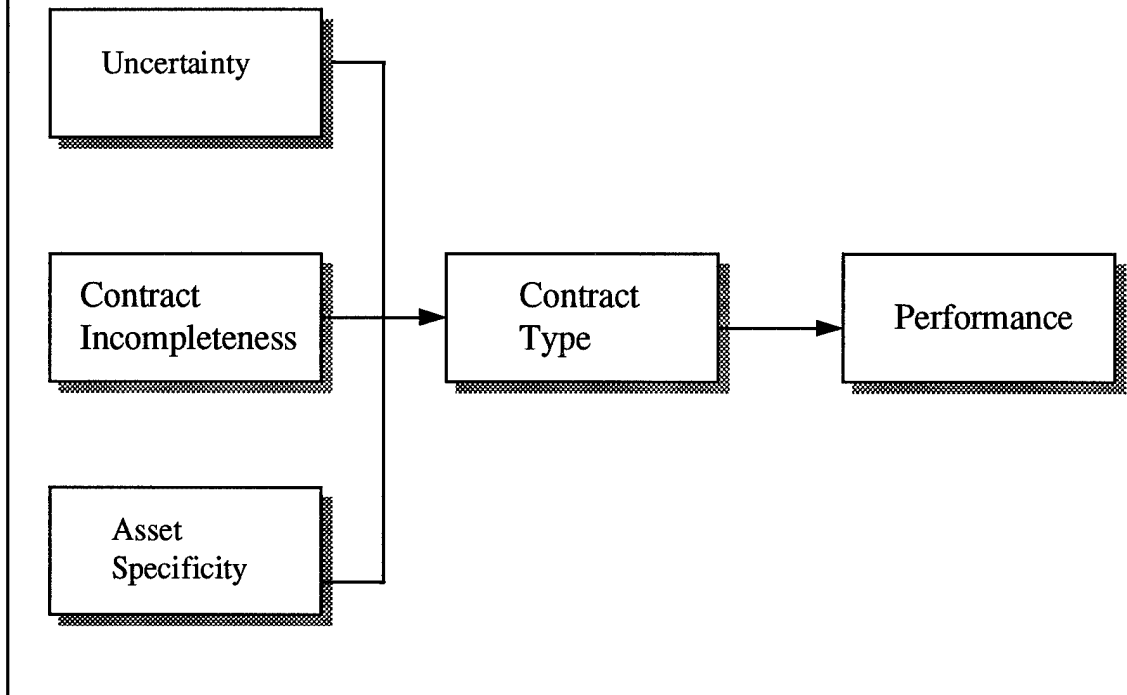 Uncertainty
Contract
Incompleteness
Contract
Type
Performance
Asset
Specificity